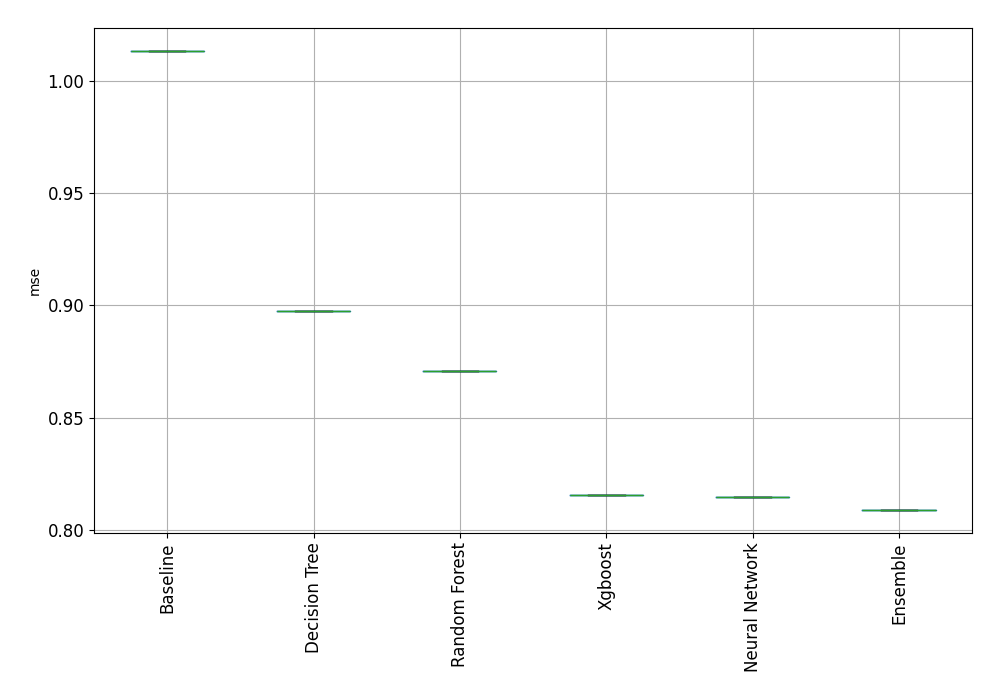 1.00
0.95
0.90
0.85
0.80
mse
Baseline
Decision Tree
Random Forest
Xgboost
Neural Network
Ensemble